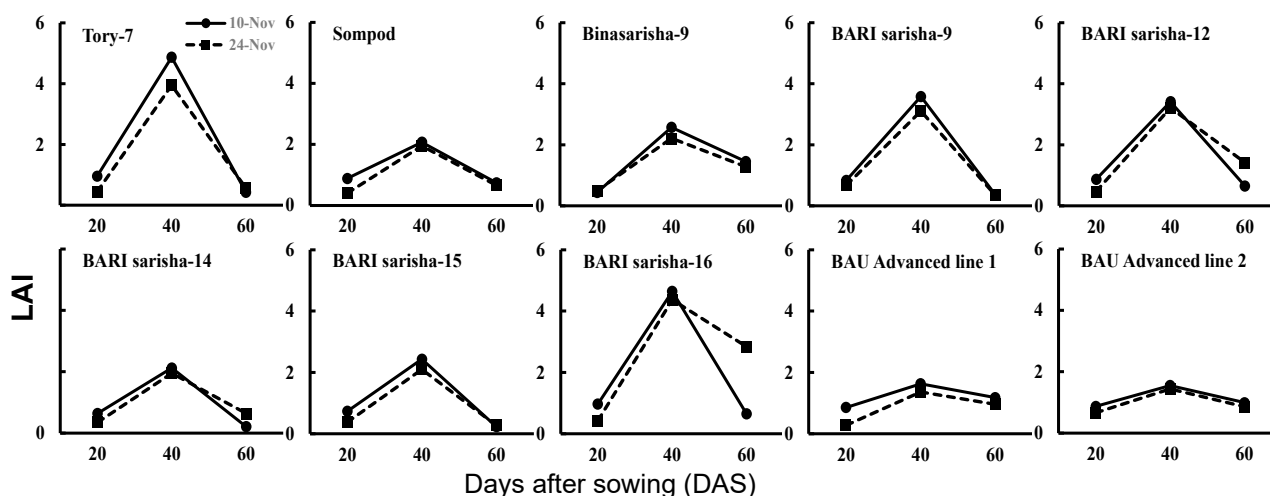 6 6 6 6 6
Tory-7 10-Nov Sompod Binasarisha-9 BARI sarisha-9 BARI sarisha-12
24-Nov
4 4 4 4 4
2 2 2 2 2
0 0 0 0 0
20 40 60 20 40 60 20 40 60 20 40 60 20 40 60
6 6 6 6
BARI sarisha-14 BARI sarisha-15 BARI sarisha-16 BAU Advanced line 1 BAU Advanced line 2
LAI
4 4 4 4
2 2 2 2
0 0 0 0 0
20 40 60 20 40 60 20 40 60 20 40 60 20 40 60
Days after sowing (DAS)